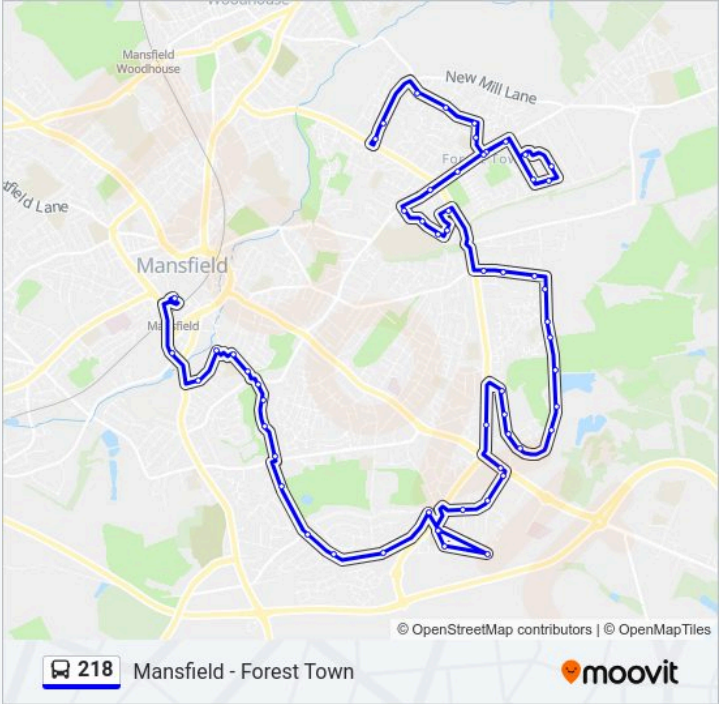 Woodhouse
Mansfield
Woodhouse
New Mill Lane
Forest Town
field Lane
Mansfield
Mansfield
© OpenStreetMap contributors | © OpenMapTiles
218 Mansfield - Forest Town
moovit